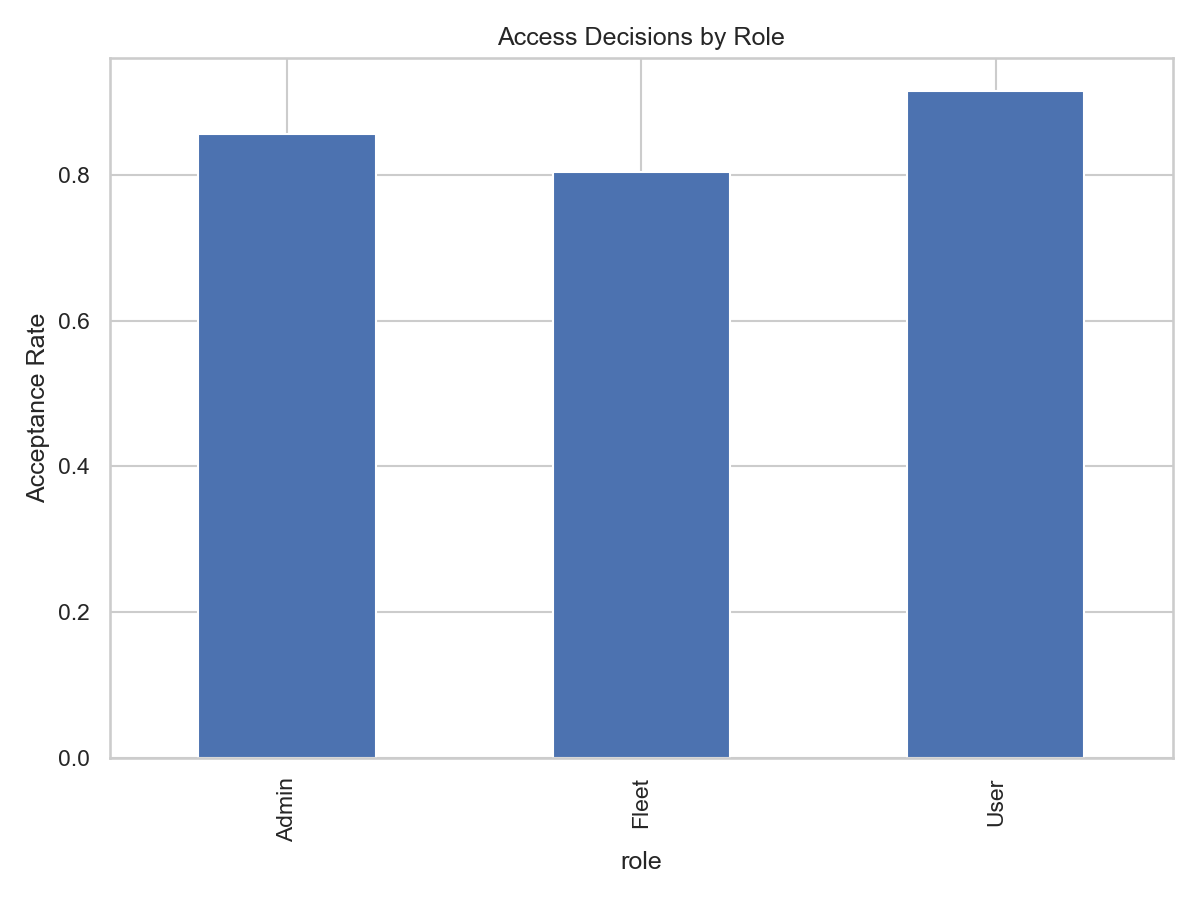 Access Decisions by Role
Acceptance Rate
0.8
0.6
0.4
0.2
0.0
Admin
Fleet
User
role